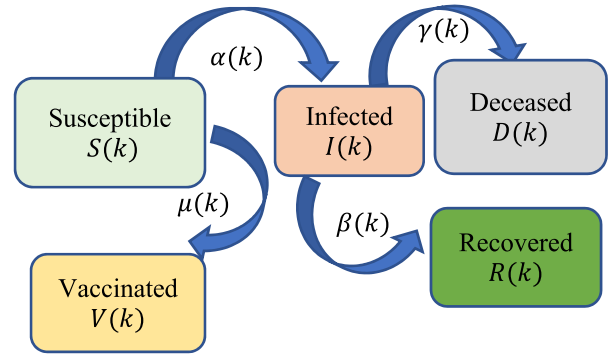 α(k)
γ(k)
Susceptible
S(k)
Infected
I(k)
Deceased
D(k)
μ(k)
β(k)
Vaccinated
V(k)
Recovered
R(k)